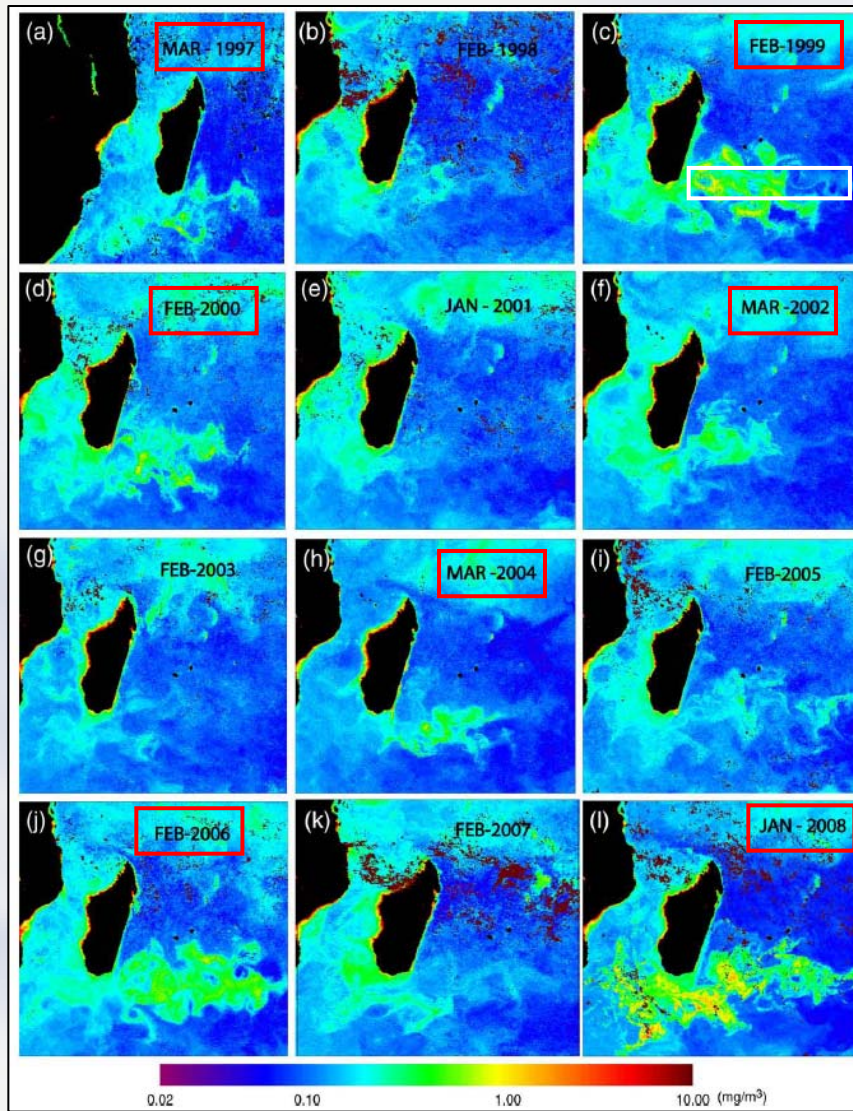 (a) MAR - 1997
(b) FEB - 1998
(c) FEB-1999
(d) FEB-2000
(e) JAN - 2001
(f) MAR -2002
(g) FEB-2003
(h) MAR -2004
(i) FEB-2005
(j) FEB-2006
(k) FEB-2007
(l) JAN - 2008
0.02 0.10 1.00 10.00 (mg/m³)